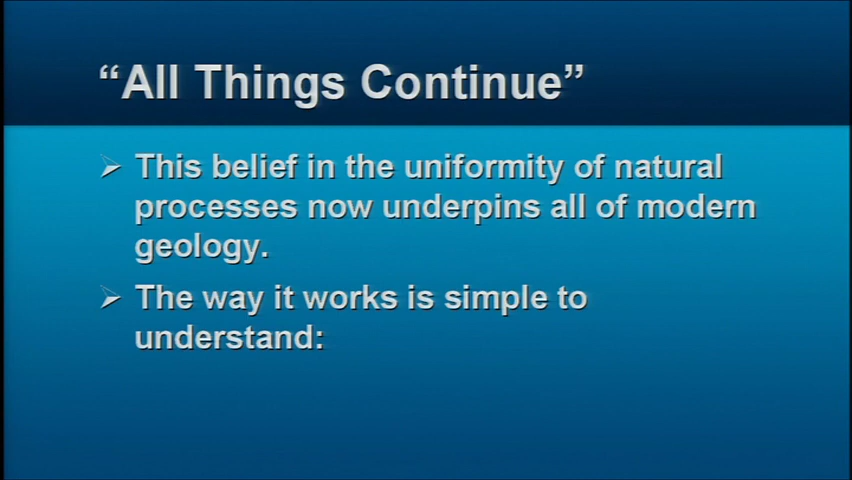 “All Things Continue”
➢ This belief in the uniformity of natural
processes now underpins all of modern
geology.
➢ The way it works is simple to
understand: